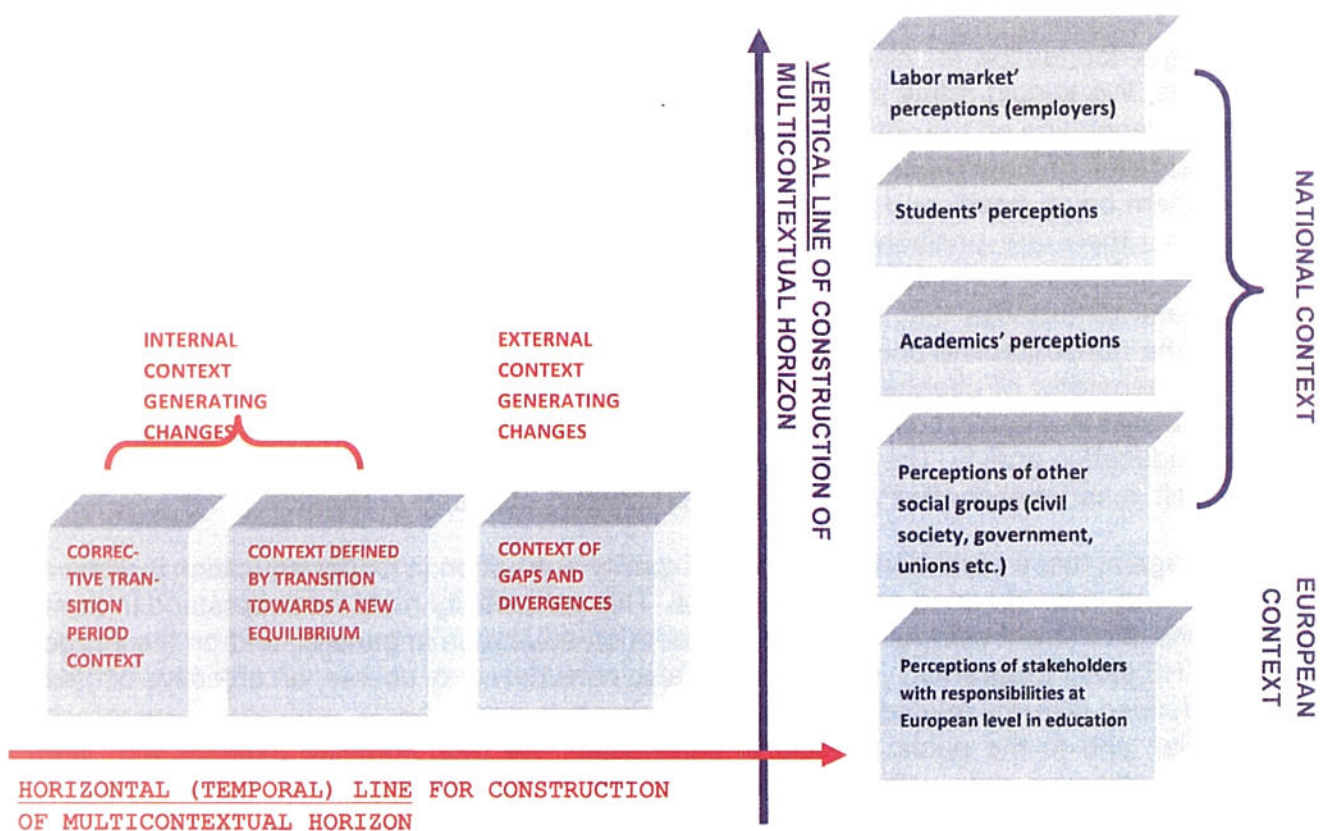 VERTICAL LINE OF CONSTRUCTION OF
MULTICONTEXTUAL HORIZON
Labor market'
perceptions (employers)
Students' perceptions
Academics' perceptions
Perceptions of other
social groups (civil
society, government,
unions etc.)
Perceptions of stakeholders
with responsibilities at
European level in education
NATIONAL CONTEXT
EUROPEAN
CONTEXT
INTERNAL
CONTEXT
GENERATING
CHANGES
EXTERNAL
CONTEXT
GENERATING
CHANGES
CORREC-
TIVE TRAN-
SITION
PERIOD
CONTEXT
CONTEXT DEFINED
BY TRANSITION
TOWARDS A NEW
EQUILIBRIUM
CONTEXT OF
GAPS AND
DIVERGENCES
HORIZONTAL (TEMPORAL) LINE FOR CONSTRUCTION
OF MULTICONTEXTUAL HORIZON